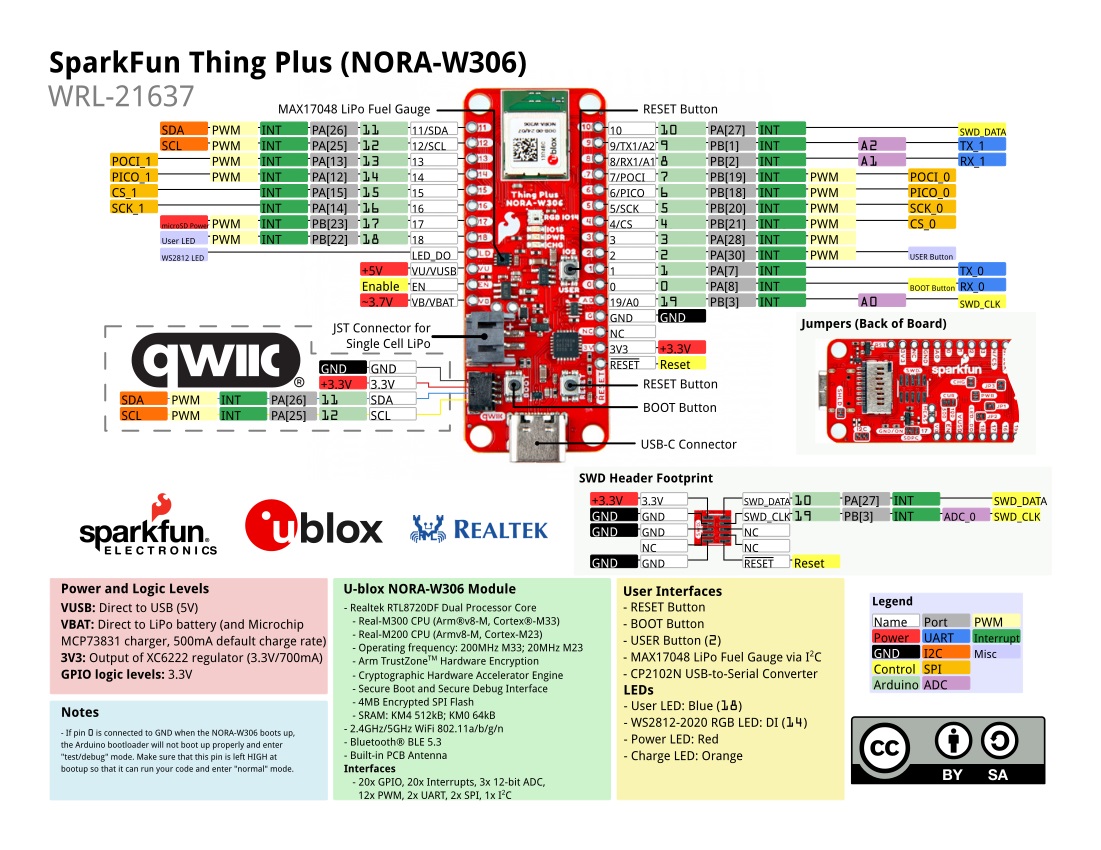 SparkFun Thing Plus (NORA-W306)
WRL-21637
MAX17048 LiPo Fuel Gauge
RESET Button
SDA PWM INT PA[26] 11 11/SDA
SCL PWM INT PA[25] 12 12/SCL
POCI_1 PWM INT PA[13] 13 13
PICO_1 PWM INT PA[12] 14 14
CS_1 INT PA[15] 15 15
SCK_1 INT PA[14] 16 16
microSD Power PWM INT PB[23] 17 17
User LED PWM INT PB[22] 18 18
WS2812 LED LED_DO
+5V VU/VUSB
Enable EN
~3.7V VB/VBAT
10 10 PA[27] INT SWD_DATA
9/TX1/A2 9 PB[1] INT A2 TX_1
8/RX1/A1 8 PB[2] INT A1 RX_1
7/POCI 7 PB[19] INT PWM POCI_0
6/PICO 6 PB[18] INT PWM PICO_0
5/SCK 5 PB[20] INT PWM SCK_0
4/CS 4 PB[21] INT PWM CS_0
3 3 PA[28] INT PWM
2 2 PA[30] INT PWM USER Button
1 1 PA[7] INT TX_0
0 0 PA[8] INT BOOT Button RX_0
19/A0 19 PB[3] INT A0 SWD_CLK
GND GND
NC
3V3 +3.3V
RESET Reset
Thing Plus
NORA-W306
RGB IO14
IO18
PWR
CHG
USER
BOOT
RESET
qwiic
JST Connector for
Single Cell LiPo
qwiic®
GND GND
+3.3V 3.3V
SDA PWM INT PA[26] 11 SDA
SCL PWM INT PA[25] 12 SCL
RESET Button
BOOT Button
USB-C Connector
Jumpers (Back of Board)
sparkfun
SWD Header Footprint
+3.3V 3.3V SWD_DATA 10 PA[27] INT SWD_DATA
GND GND SWD_CLK 19 PB[3] INT ADC_0 SWD_CLK
GND GND NC
NC NC
GND GND RESET Reset
sparkfun®
ELECTRONICS
ublox
REALTEK
Power and Logic Levels
VUSB: Direct to USB (5V)
VBAT: Direct to LiPo battery (and Microchip
MCP73831 charger, 500mA default charge rate)
3V3: Output of XC6222 regulator (3.3V/700mA)
GPIO logic levels: 3.3V
Notes
- If pin 0 is connected to GND when the NORA-W306 boots up,
the Arduino bootloader will not boot up properly and enter
"test/debug" mode. Make sure that this pin is left HIGH at
bootup so that it can run your code and enter "normal" mode.
U-blox NORA-W306 Module
- Realtek RTL8720DF Dual Processor Core
- Real-M300 CPU (Arm®v8-M, Cortex®-M33)
- Real-M200 CPU (Armv8-M, Cortex-M23)
- Operating frequency: 200MHz M33; 20MHz M23
- Arm TrustZone™ Hardware Encryption
- Cryptographic Hardware Accelerator Engine
- Secure Boot and Secure Debug Interface
- 4MB Encrypted SPI Flash
- SRAM: KM4 512kB; KM0 64kB
- 2.4GHz/5GHz WiFi 802.11a/b/g/n
- Bluetooth® BLE 5.3
- Built-in PCB Antenna
Interfaces
- 20x GPIO, 20x Interrupts, 3x 12-bit ADC,
12x PWM, 2x UART, 2x SPI, 1x I²C
User Interfaces
- RESET Button
- BOOT Button
- USER Button (2)
- MAX17048 LiPo Fuel Gauge via I²C
- CP2102N USB-to-Serial Converter
LEDs
- User LED: Blue (18)
- WS2812-2020 RGB LED: DI (14)
- Power LED: Red
- Charge LED: Orange
Legend
Name Port PWM
Power UART Interrupt
GND I2C Misc
Control SPI
Arduino ADC
CC BY SA